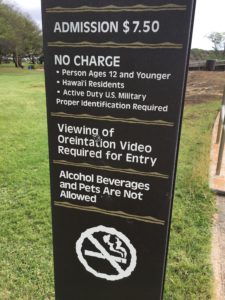 ADMISSION $7.50
NO CHARGE
• Person Ages 12 and Younger
• Hawai'i Residents
• Active Duty U.S. Military
Proper Identification Required
Viewing of
Oreintation Video
Required for Entry
Alcohol Beverages
and Pets Are Not
Allowed